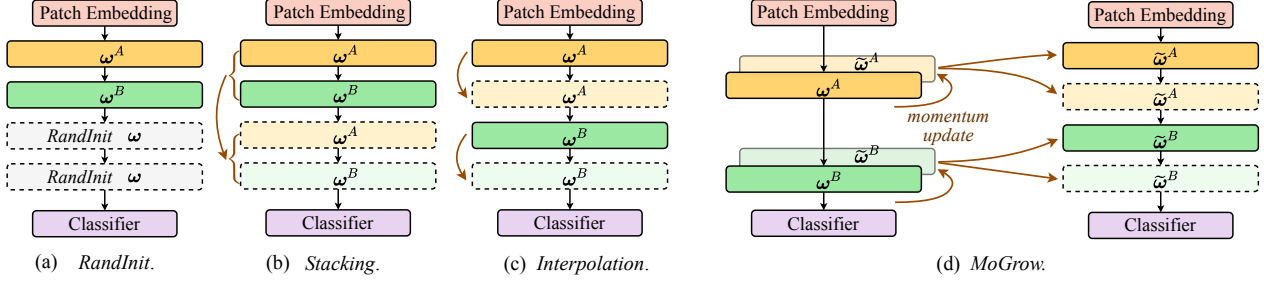 Patch Embedding
ω^A
ω^B
RandInit ω
RandInit ω
Classifier
(a) RandInit.
Patch Embedding
ω^A
ω^B
ω^A
ω^B
Classifier
(b) Stacking.
Patch Embedding
ω^A
ω^A
ω^B
ω^B
Classifier
(c) Interpolation.
Patch Embedding
ω̃^A
ω^A
momentum
update
ω̃^B
ω^B
Classifier
Patch Embedding
ω̃^A
ω̃^A
ω̃^B
ω̃^B
Classifier
(d) MoGrow.